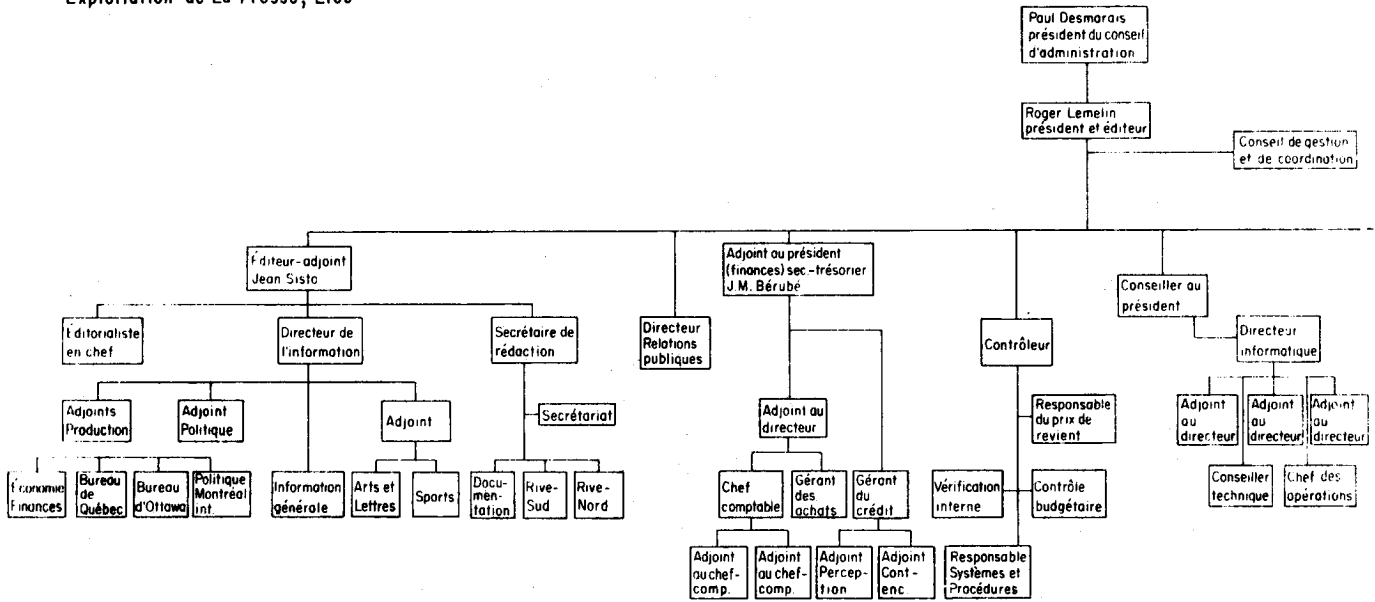 Exploitation de La Presse, Ltée
Paul Desmarais
président du conseil
d'administration
Roger Lemelin
président et éditeur
Conseil de gestion
et de coordination
Éditeur-adjoint
Jean Sisto
Adjoint au président
(finances) sec.-trésorier
J.M. Bérubé
Conseiller au
président
Éditorialiste
en chef
Directeur de
l'information
Secrétaire de
rédaction
Directeur
Relations
publiques
Contrôleur
Directeur
informatique
Adjoints
Production
Adjoint
Politique
Adjoint
Secrétariat
Adjoint au
directeur
Responsable
du prix de
revient
Adjoint
au
directeur
Adjoint
au
directeur
Adjoint
au
directeur
Économie
Finances
Bureau
de
Québec
Bureau
d'Ottawa
Politique
Montréal
int.
Information
générale
Arts et
Lettres
Sports
Docu-
men-
tation
Rive-
Sud
Rive-
Nord
Chef
comptable
Gérant
des
achats
Gérant
du
crédit
Vérification
interne
Contrôle
budgétaire
Conseiller
technique
Chef des
opérations
Adjoint
au chef-
comp.
Adjoint
au chef-
comp.
Adjoint
Percep-
tion
Adjoint
Cont-
enc.
Responsable
Systèmes et
Procédures